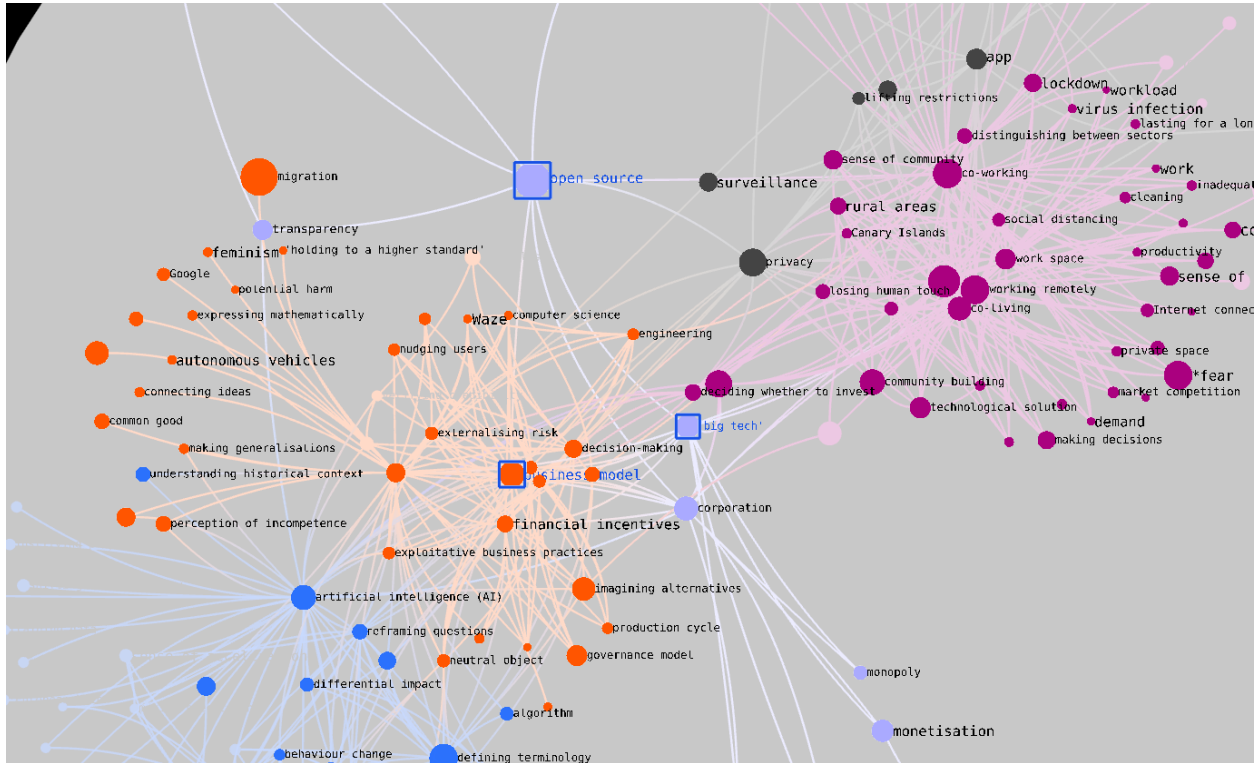 app
lockdown
workload
lifting restrictions
virus infection
lasting for a lon
distinguishing between sectors
sense of community
work
co-working
migration
open source
surveillance
inadequat
cleaning
rural areas
social distancing
transparency
Canary Islands
co
'holding to a higher standard'
feminism
productivity
work space
privacy
Google
sense of
potential harm
losing human touch
working remotely
co-living
Internet connec
expressing mathematically
Waze
computer science
engineering
nudging users
private space
autonomous vehicles
*fear
community building
connecting ideas
deciding whether to invest
market competition
technological solution
common good
demand
big tech'
externalising risk
making decisions
making generalisations
decision-making
understanding historical context
business model
corporation
perception of incompetence
financial incentives
exploitative business practices
imagining alternatives
artificial intelligence (AI)
production cycle
reframing questions
governance model
neutral object
monopoly
differential impact
algorithm
monetisation
behaviour change
defining terminology